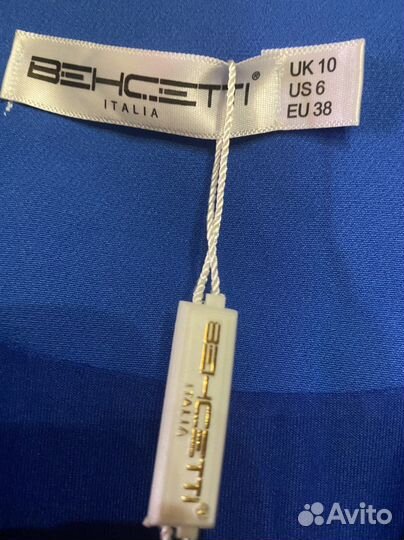 BEHCETTI®
ITALIA
UK 10
US 6
EU 38
BEHCETTI®
ITALIA
Avito